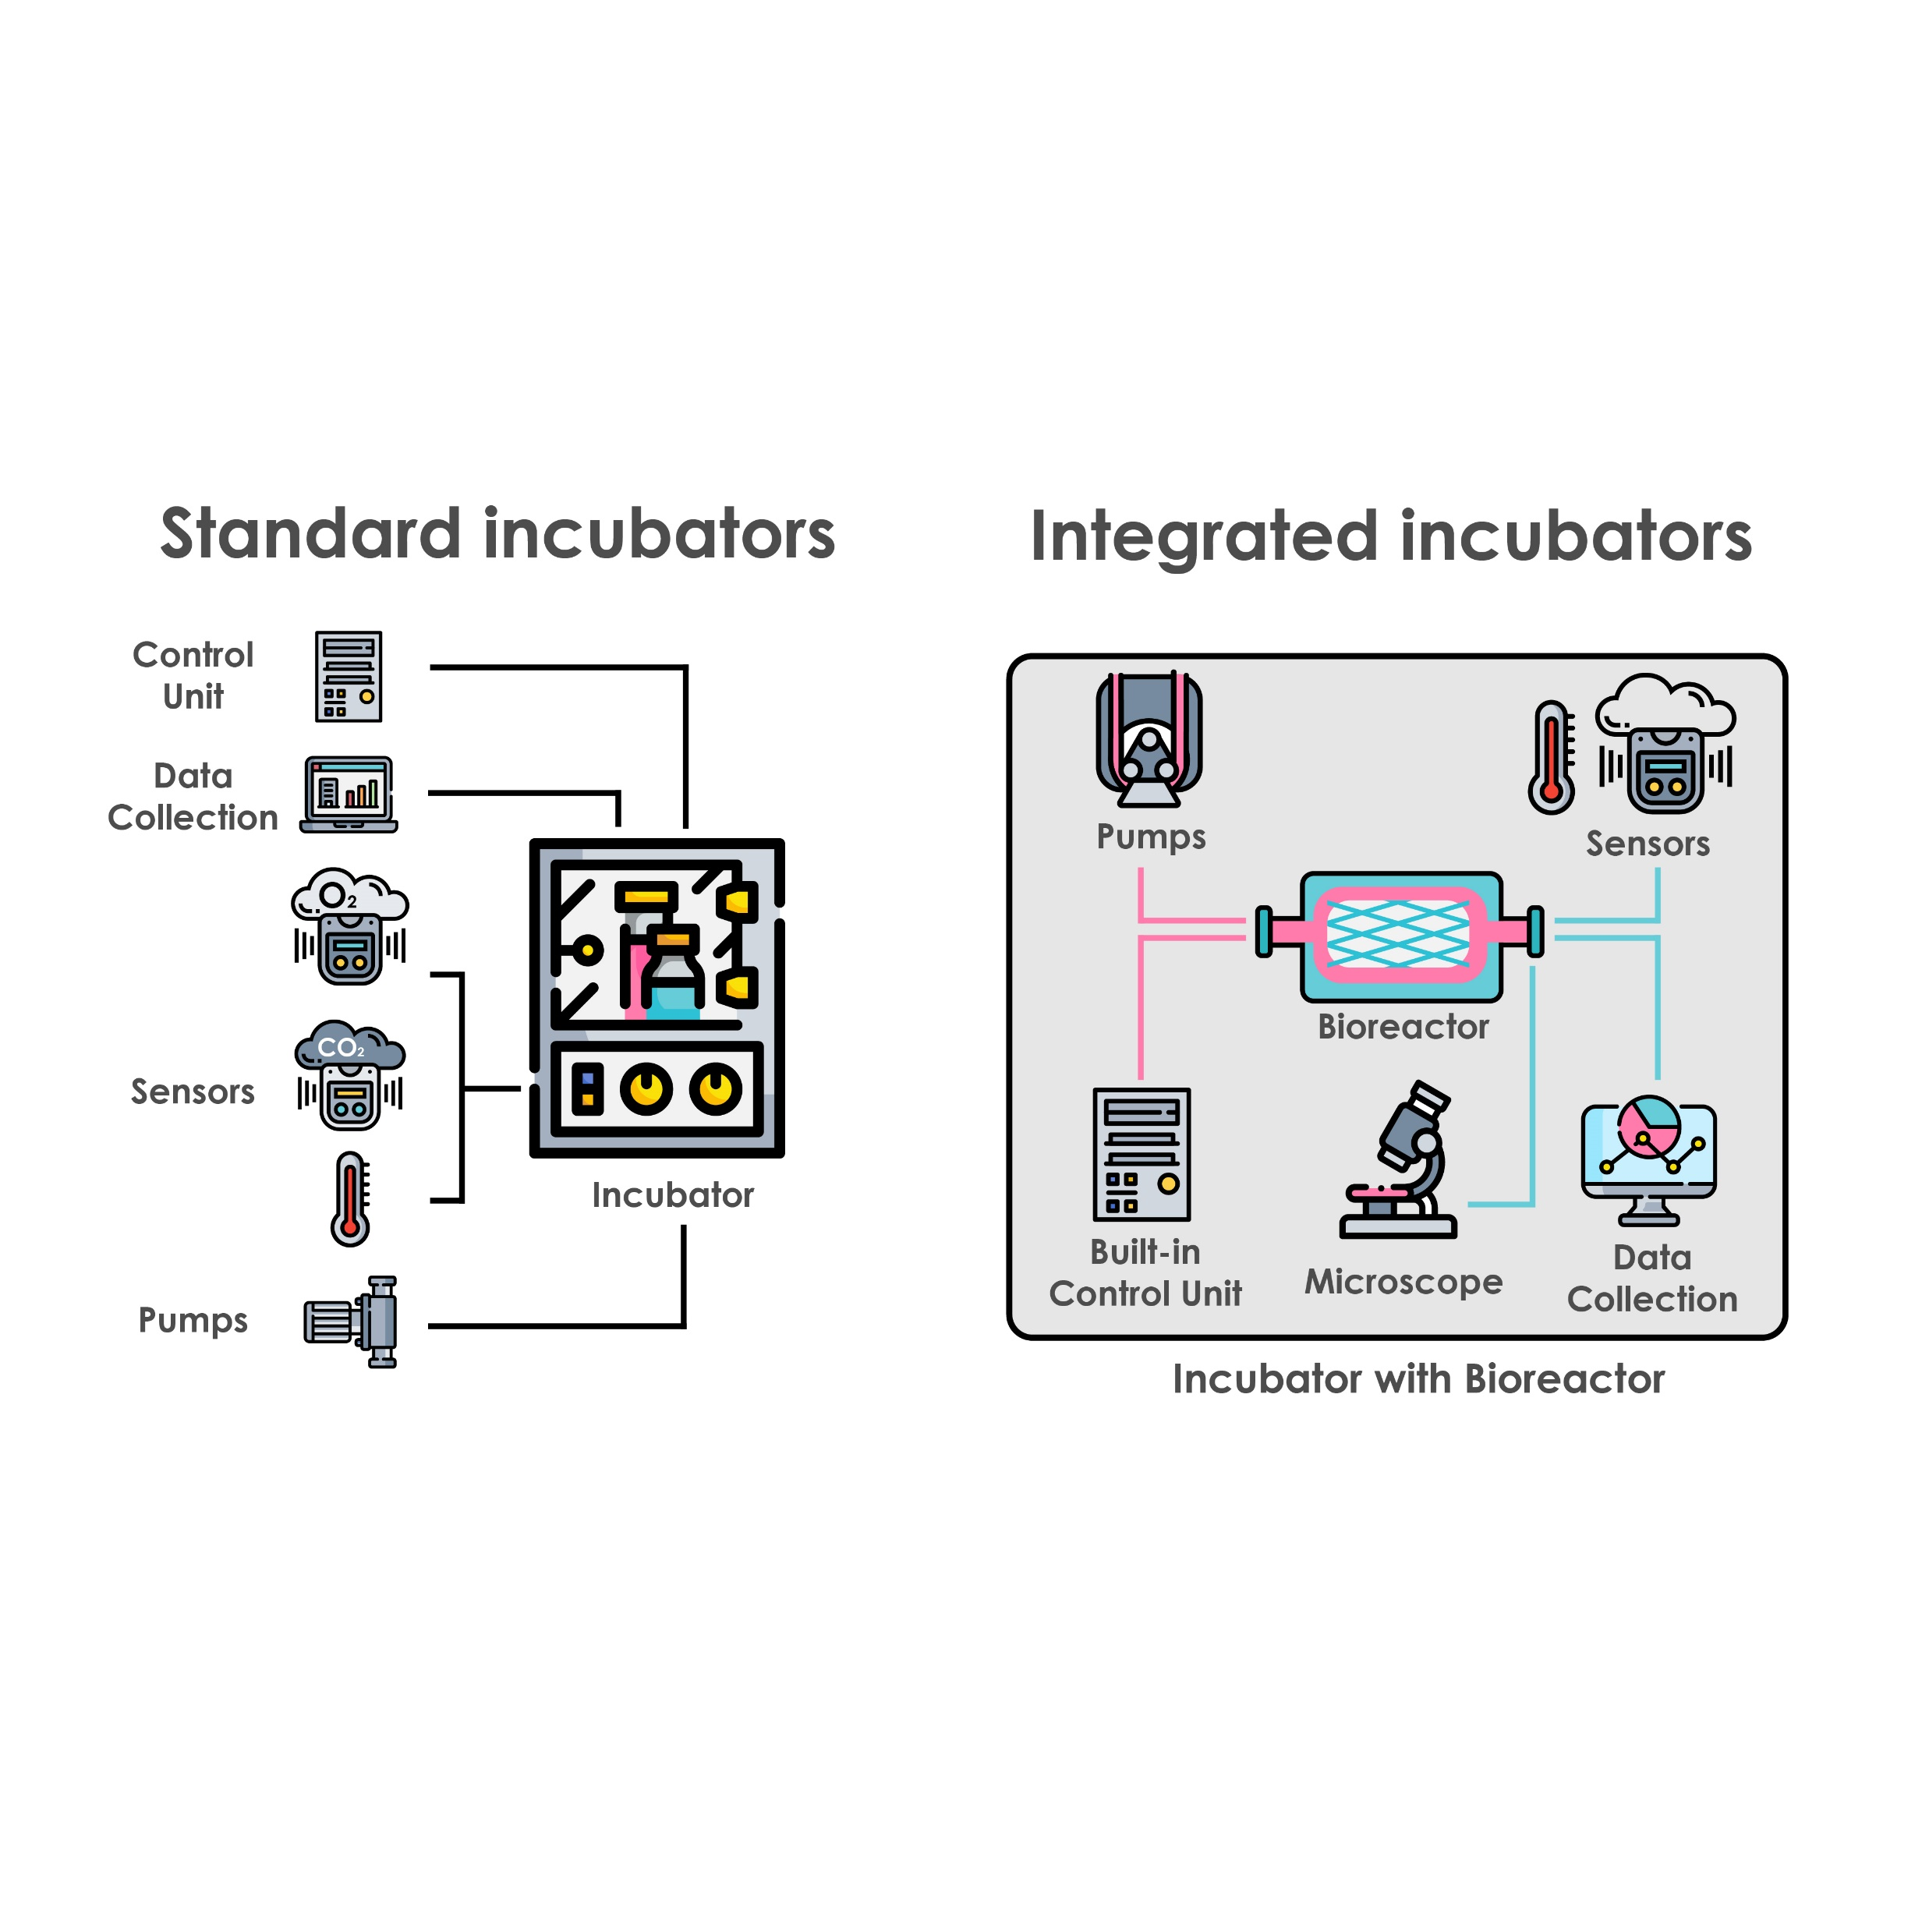 Standard incubators
Control
Unit
Data
Collection
O2
CO2
Sensors
Pumps
Incubator
Integrated incubators
Pumps
Sensors
Bioreactor
Built-in
Control Unit
Microscope
Data
Collection
Incubator with Bioreactor